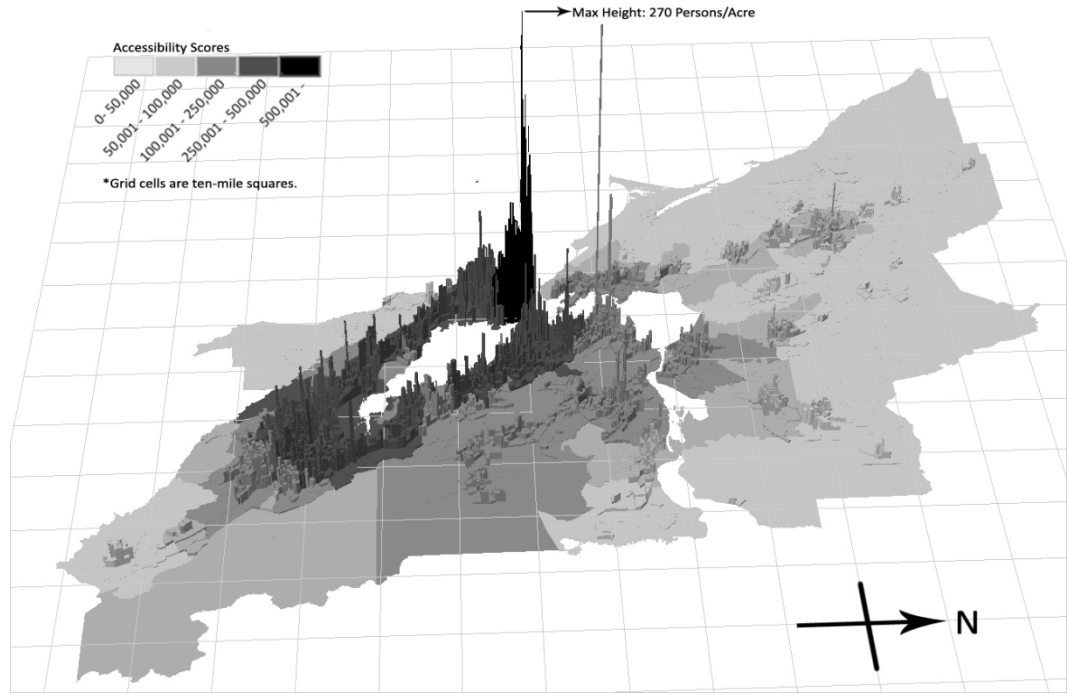 Max Height: 270 Persons/Acre
Accessibility Scores
0- 50,000
50,001 - 100,000
100,001 - 250,000
250,001 - 500,000
500,001 -
*Grid cells are ten-mile squares.
N